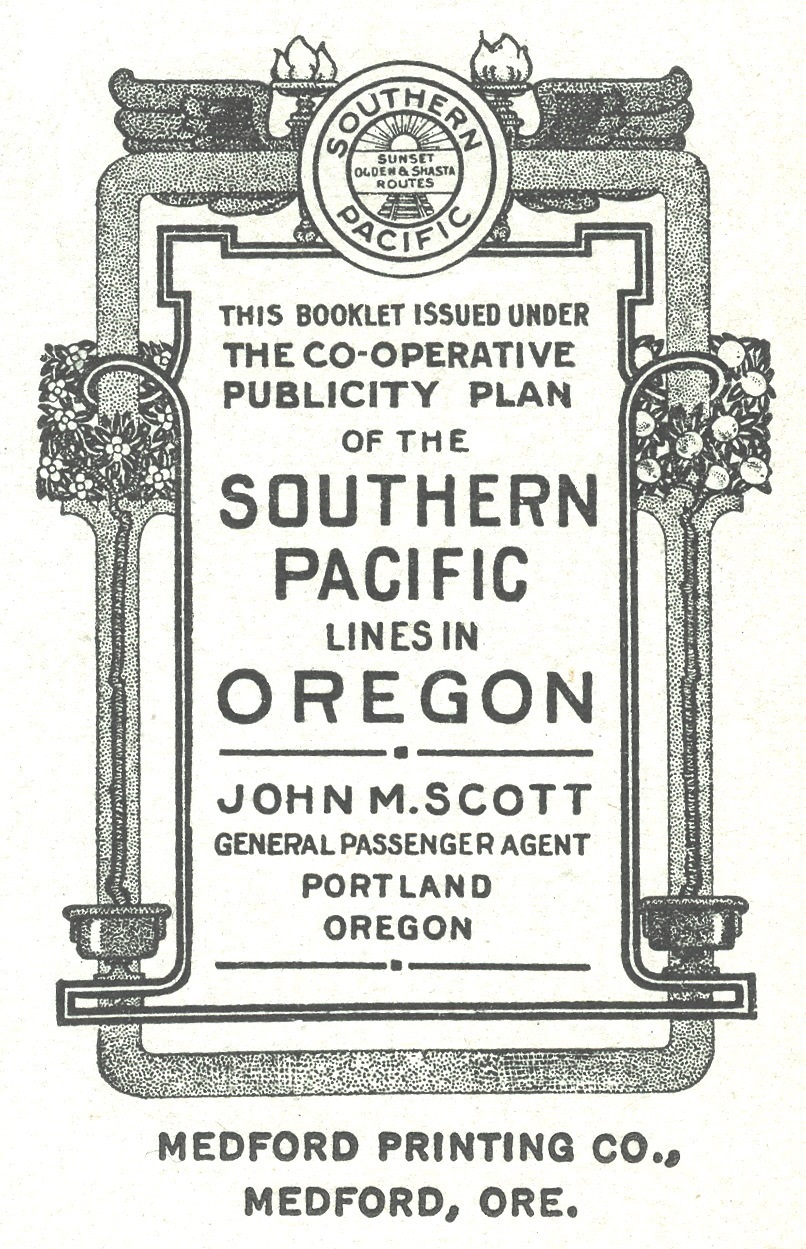 SOUTHERN
SUNSET
OGDEN & SHASTA
ROUTES
PACIFIC
THIS BOOKLET ISSUED UNDER
THE CO-OPERATIVE
PUBLICITY PLAN
OF THE
SOUTHERN
PACIFIC
LINES IN
OREGON
JOHN M. SCOTT
GENERAL PASSENGER AGENT
PORTLAND
OREGON
MEDFORD PRINTING CO.,
MEDFORD, ORE.